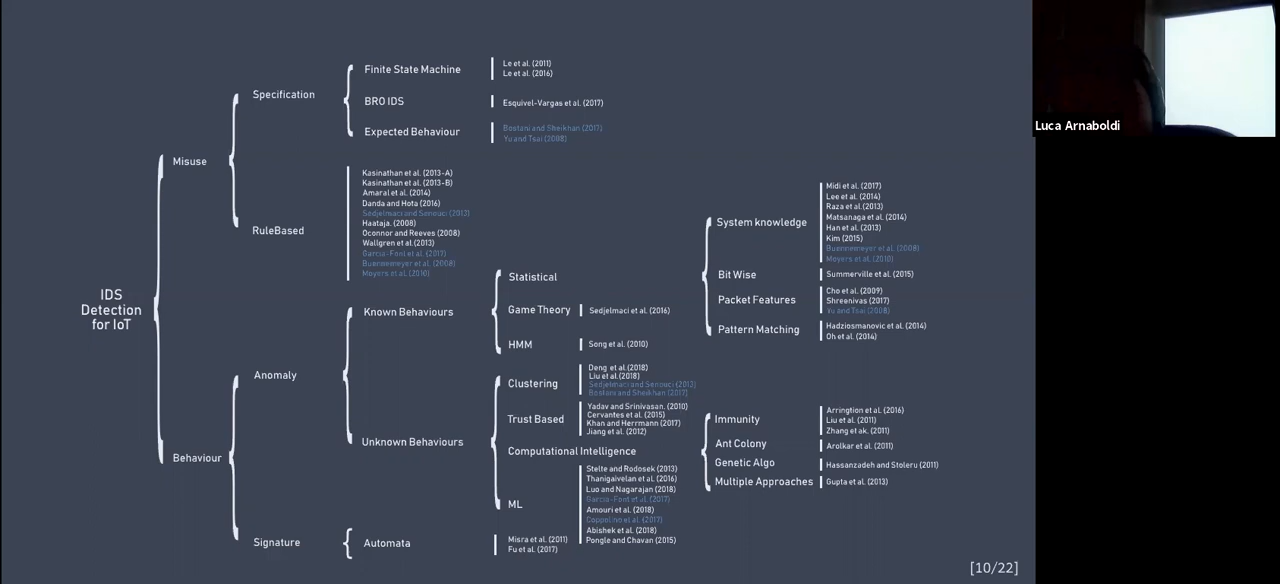 Finite State Machine
Le et al. (2011)
Le et al. (2016)
Specification
BRO IDS
Esquivel-Vargas et al. (2017)
Expected Behaviour
Bostani and Sheikhan (2017)
Yu and Tsai (2008)
Misuse
Kasinathan et al. (2013-A)
Kasinathan et al. (2013-B)
Amaral et al. (2014)
Danda and Hota (2016)
Sedjelmaci and Senouci (2013)
Haataja. (2008)
Oconnor and Reeves (2008)
Wallgren et al.(2013)
Garcia-Font et al. (2017)
Buennemeyer et al. (2008)
Moyers et al. (2010)
RuleBased
IDS
Detection
for IoT
Behaviour
Anomaly
Known Behaviours
Statistical
System knowledge
Midi et al. (2017)
Lee et al. (2014)
Raza et al.(2013)
Matsnaga et al. (2014)
Han et al. (2013)
Kim (2015)
Buennemeyer et al. (2008)
Moyers et al. (2010)
Bit Wise
Summerville et al. (2015)
Packet Features
Cho et al. (2009)
Shreenivas (2017)
Yu and Tsai (2008)
Pattern Matching
Hadziosmanovic et al. (2014)
Oh et al. (2014)
Game Theory
Sedjelmaci et al. (2016)
HMM
Song et al. (2010)
Unknown Behaviours
Clustering
Deng et al.(2018)
Liu et al.(2018)
Sedjelmaci and Senouci (2013)
Bostani and Sheikhan (2017)
Trust Based
Yadav and Srinivasan. (2010)
Cervantes et al. (2015)
Khan and Herrmann (2017)
Jiang et al. (2012)
Computational Intelligence
Immunity
Arrington et al. (2016)
Liu et al. (2011)
Zhang et ak. (2011)
Ant Colony
Arolkar et al. (2011)
Genetic Algo
Hassanzadeh and Stoleru (2011)
Multiple Approaches
Gupta et al. (2013)
ML
Stelte and Rodosek (2013)
Thanigaivelan et al. (2016)
Luo and Nagarajan (2018)
Garcia-Font et al. (2017)
Amouri et al. (2018)
Coppolino et al. (2017)
Abishek et al. (2018)
Pongle and Chavan (2015)
Signature
Automata
Misra et al. (2011)
Fu et al. (2017)
[10/22]
Luca Arnaboldi